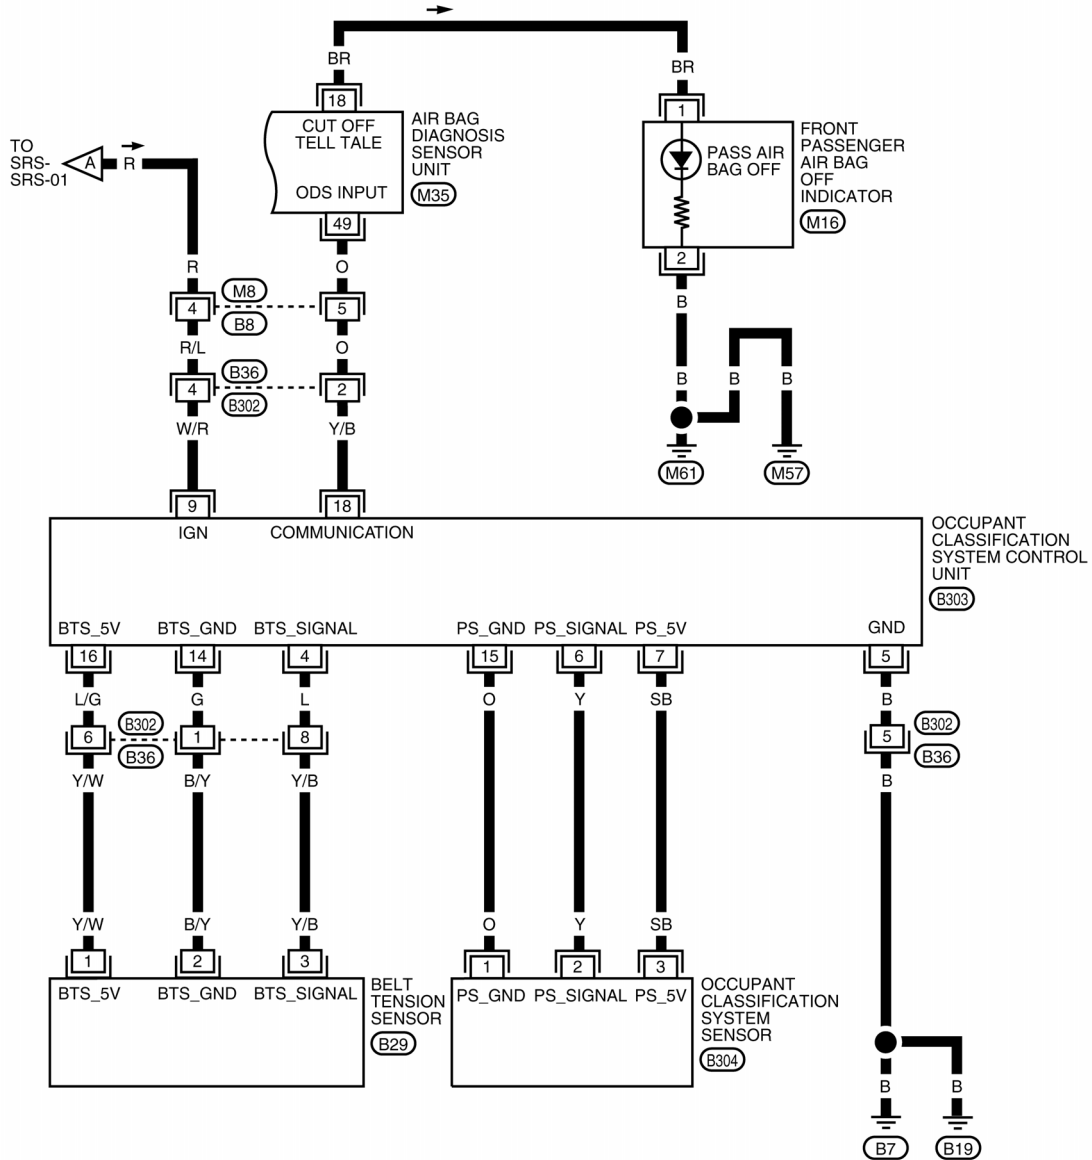 BR
BR
18
1
CUT OFF
TELL TALE
ODS INPUT
49
AIR BAG
DIAGNOSIS
SENSOR
UNIT
M35
TO
SRS-
SRS-01
A
R
PASS AIR
BAG OFF
FRONT
PASSENGER
AIR BAG
OFF
INDICATOR
M16
2
B
R
O
4
M8
B8
5
R/L
O
4
B36
B302
2
W/R
Y/B
B
B
B
M61
M57
9
18
IGN
COMMUNICATION
OCCUPANT
CLASSIFICATION
SYSTEM CONTROL
UNIT
B303
BTS_5V
BTS_GND
BTS_SIGNAL
PS_GND
PS_SIGNAL
PS_5V
GND
16
14
4
15
6
7
5
L/G
G
L
O
Y
SB
B
6
B302
B36
1
8
5
B302
B36
Y/W
B/Y
Y/B
B
Y/W
B/Y
Y/B
O
Y
SB
1
2
3
1
2
3
BTS_5V
BTS_GND
BTS_SIGNAL
BELT
TENSION
SENSOR
B29
PS_GND
PS_SIGNAL
PS_5V
OCCUPANT
CLASSIFICATION
SYSTEM
SENSOR
B304
B
B
B7
B19